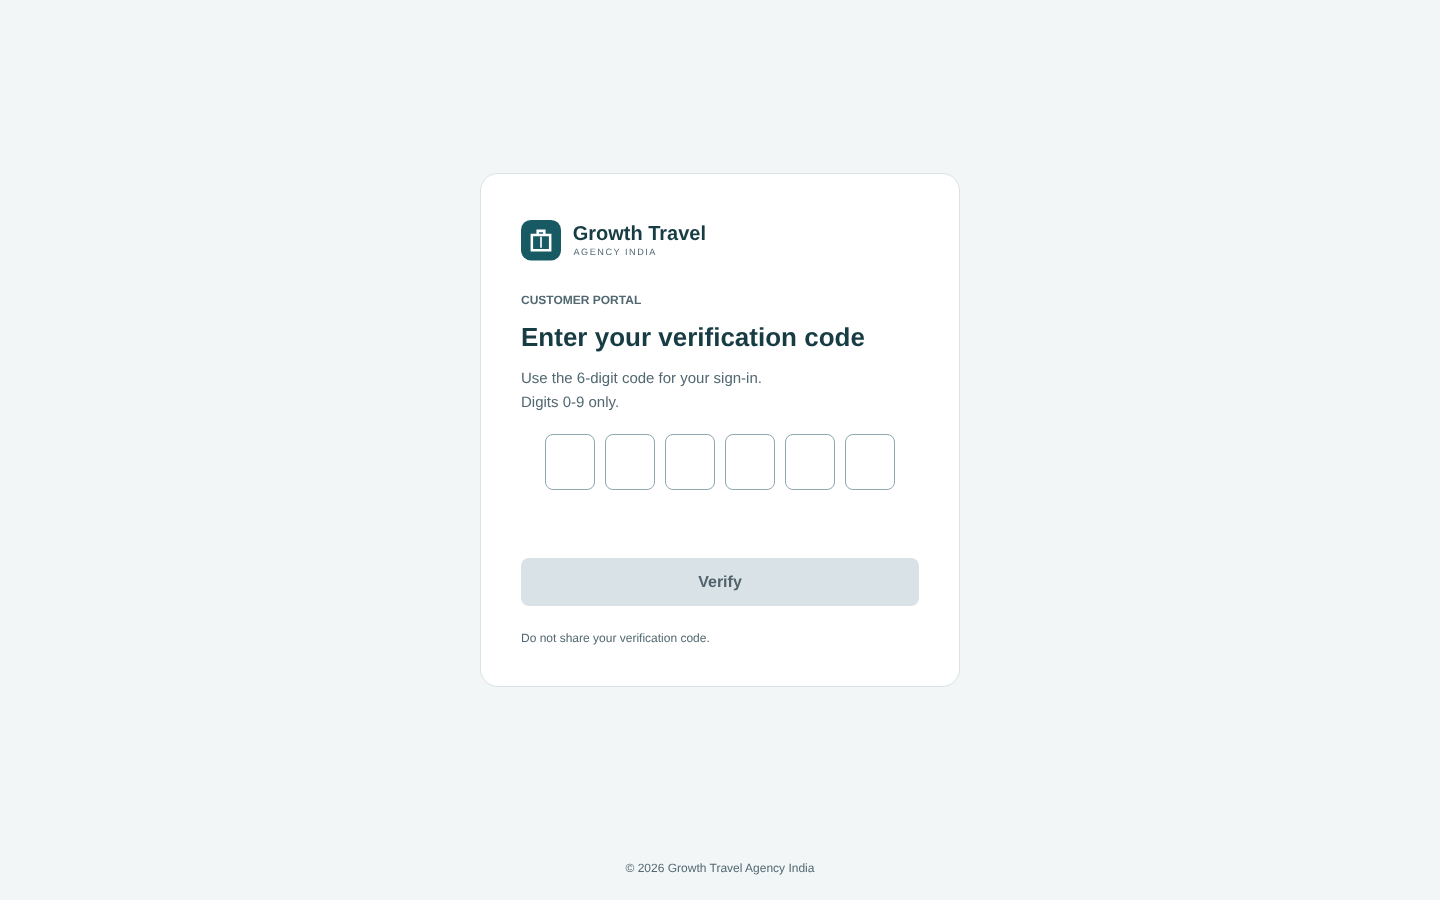 Growth Travel
AGENCY INDIA
CUSTOMER PORTAL
Enter your verification code
Use the 6-digit code for your sign-in.
Digits 0-9 only.
Verify
Do not share your verification code.
© 2026 Growth Travel Agency India